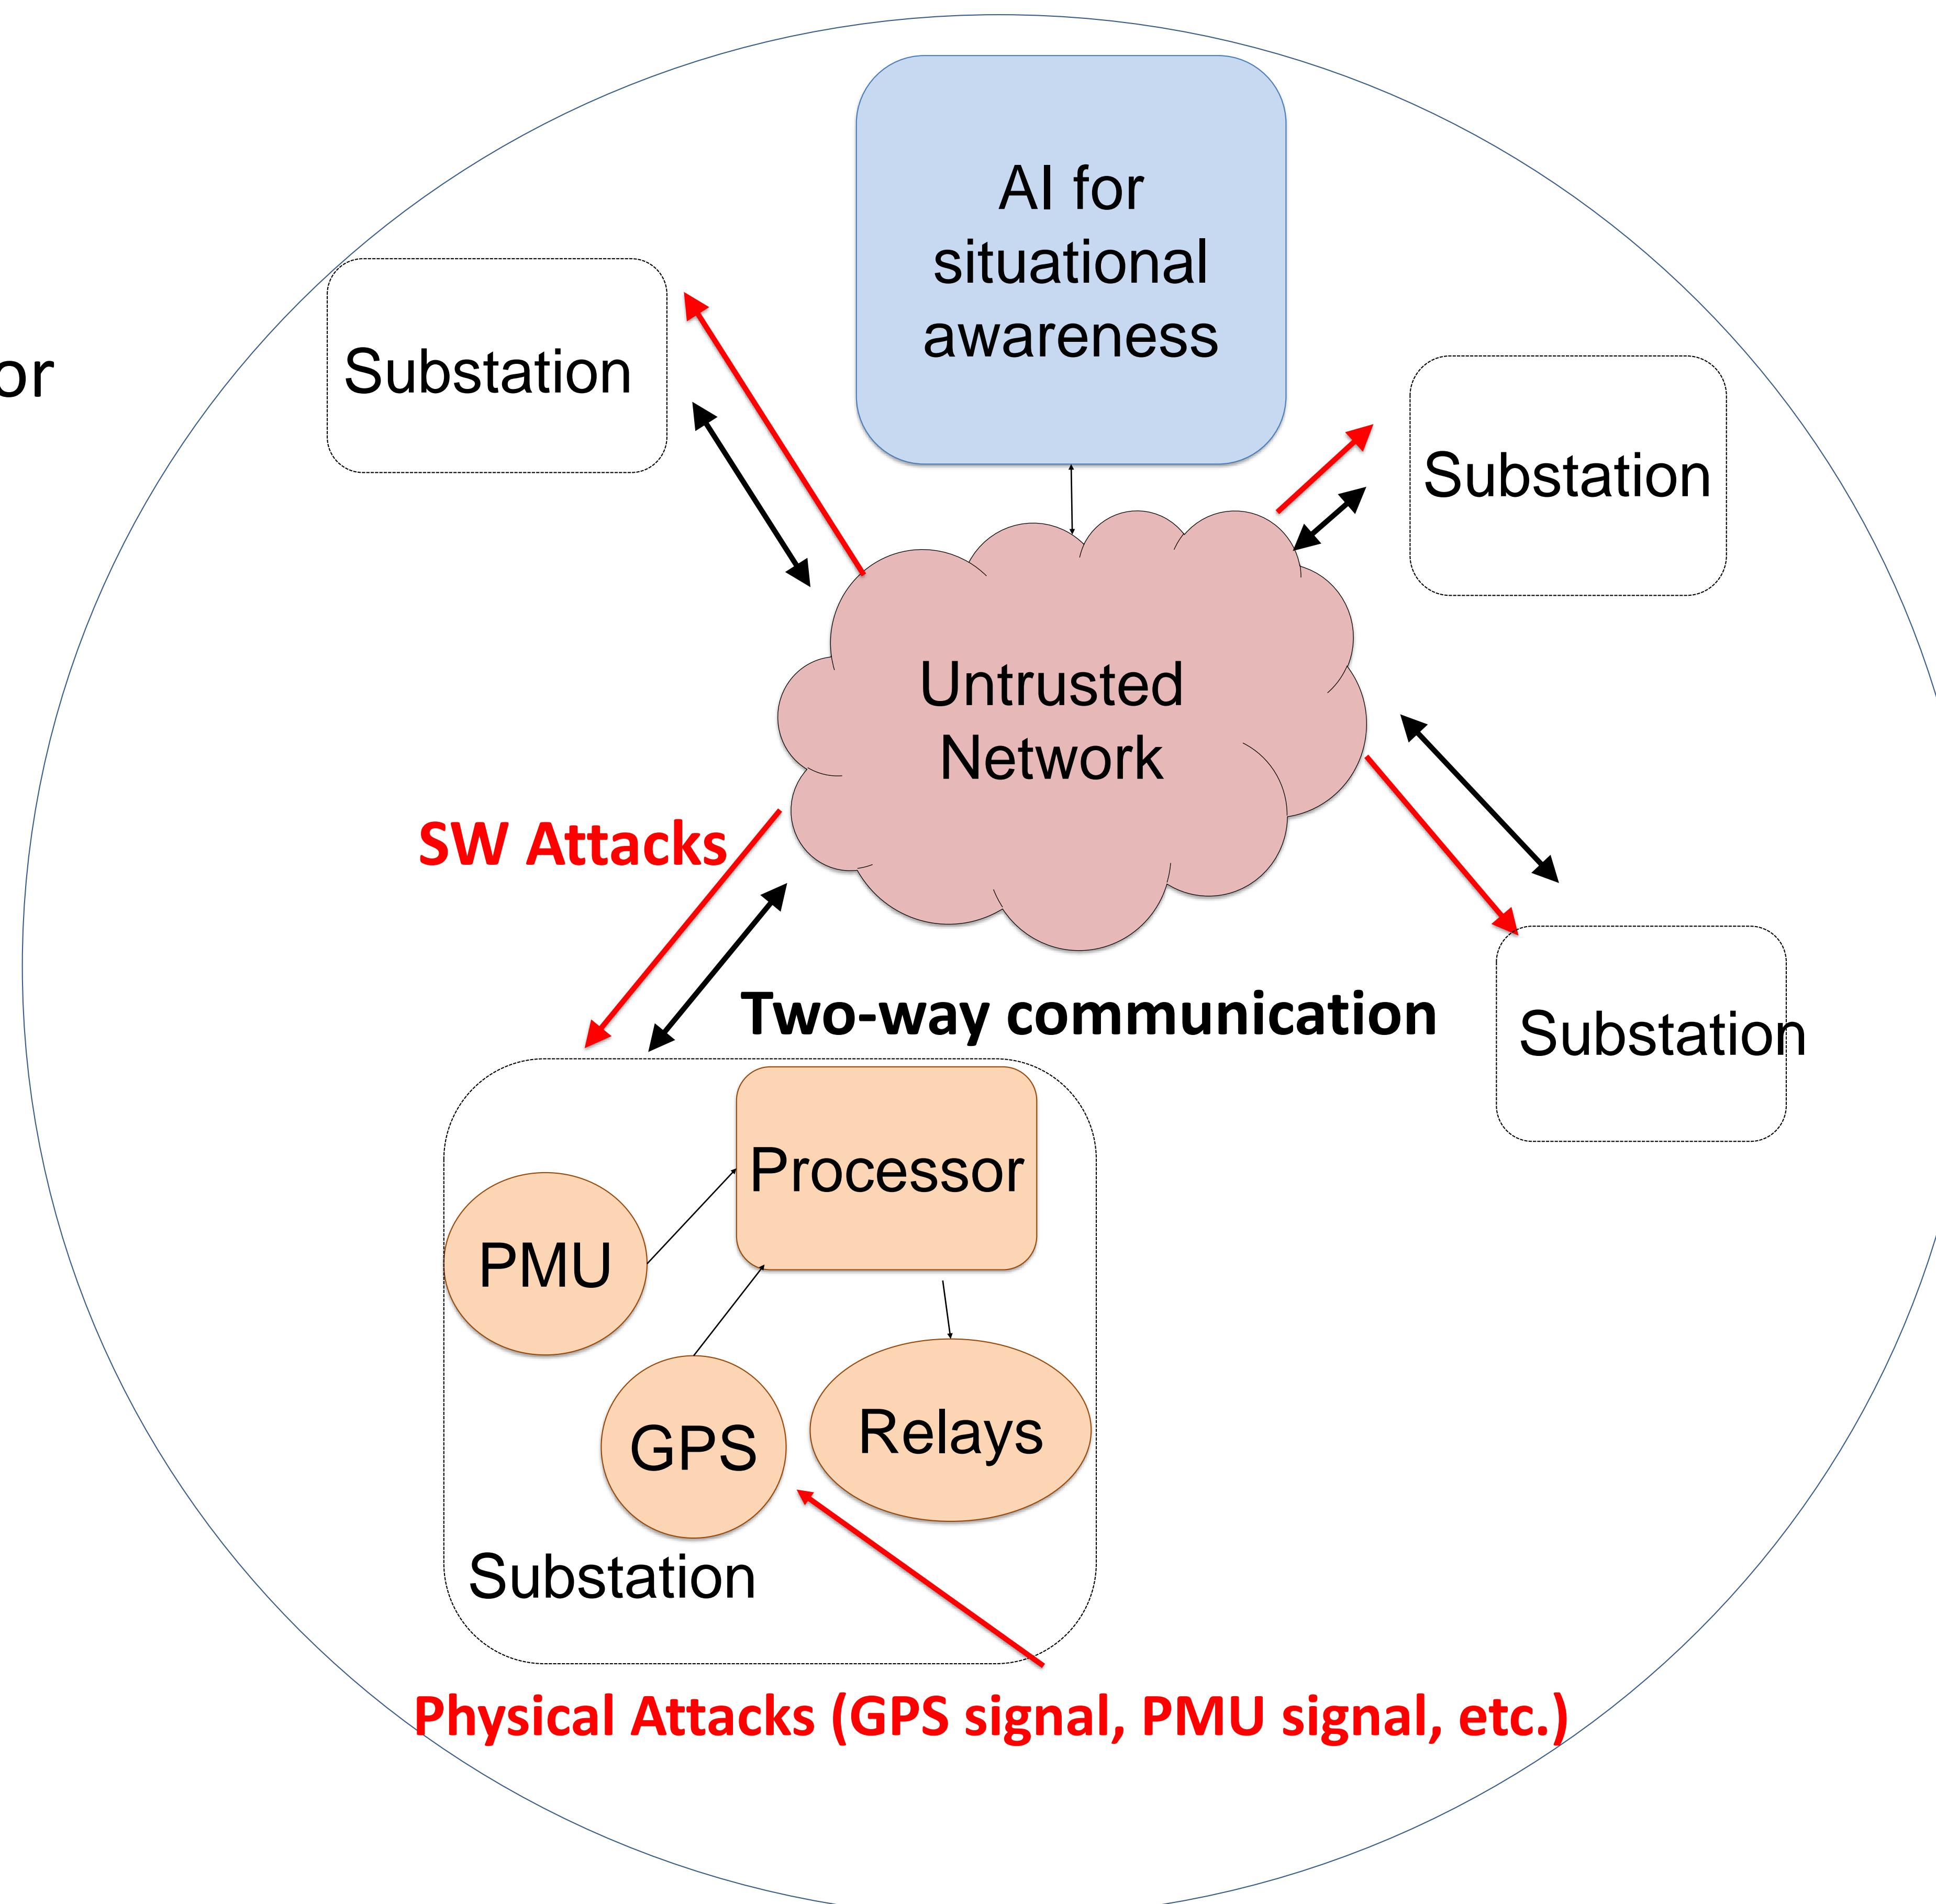 AI for
situational
awareness
Substation
or
Substation
Untrusted
Network
SW Attacks
Two-way communication
Substation
Processor
PMU
GPS
Relays
Substation
Physical Attacks (GPS signal, PMU signal, etc.)